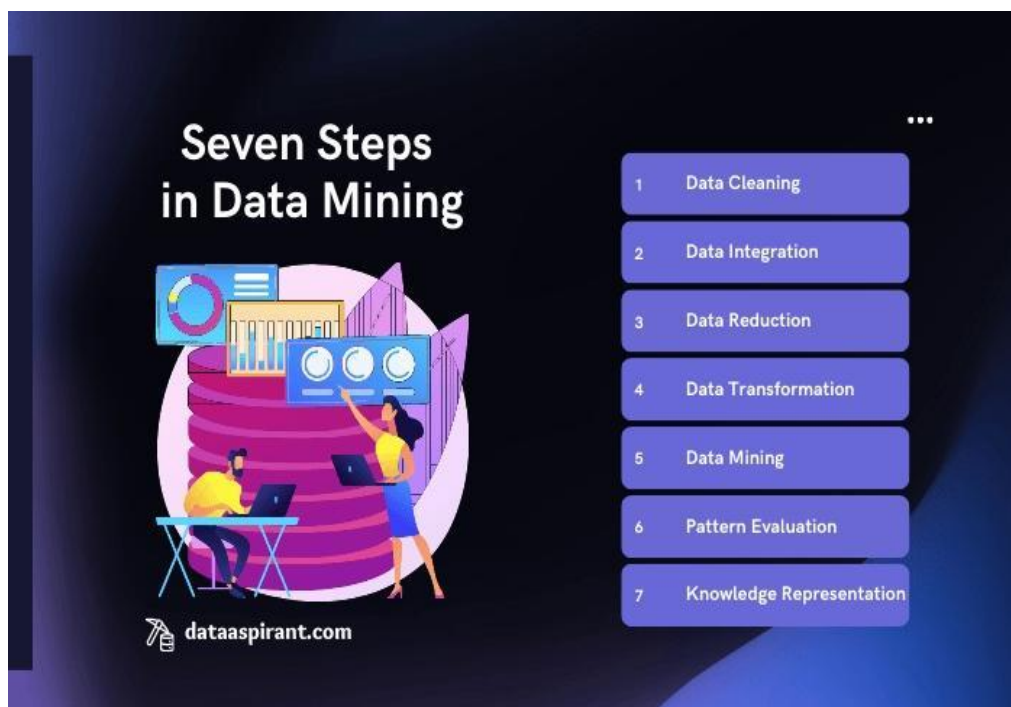 Seven Steps
in Data Mining
dataaspirant.com
1 Data Cleaning
2 Data Integration
3 Data Reduction
4 Data Transformation
5 Data Mining
6 Pattern Evaluation
7 Knowledge Representation